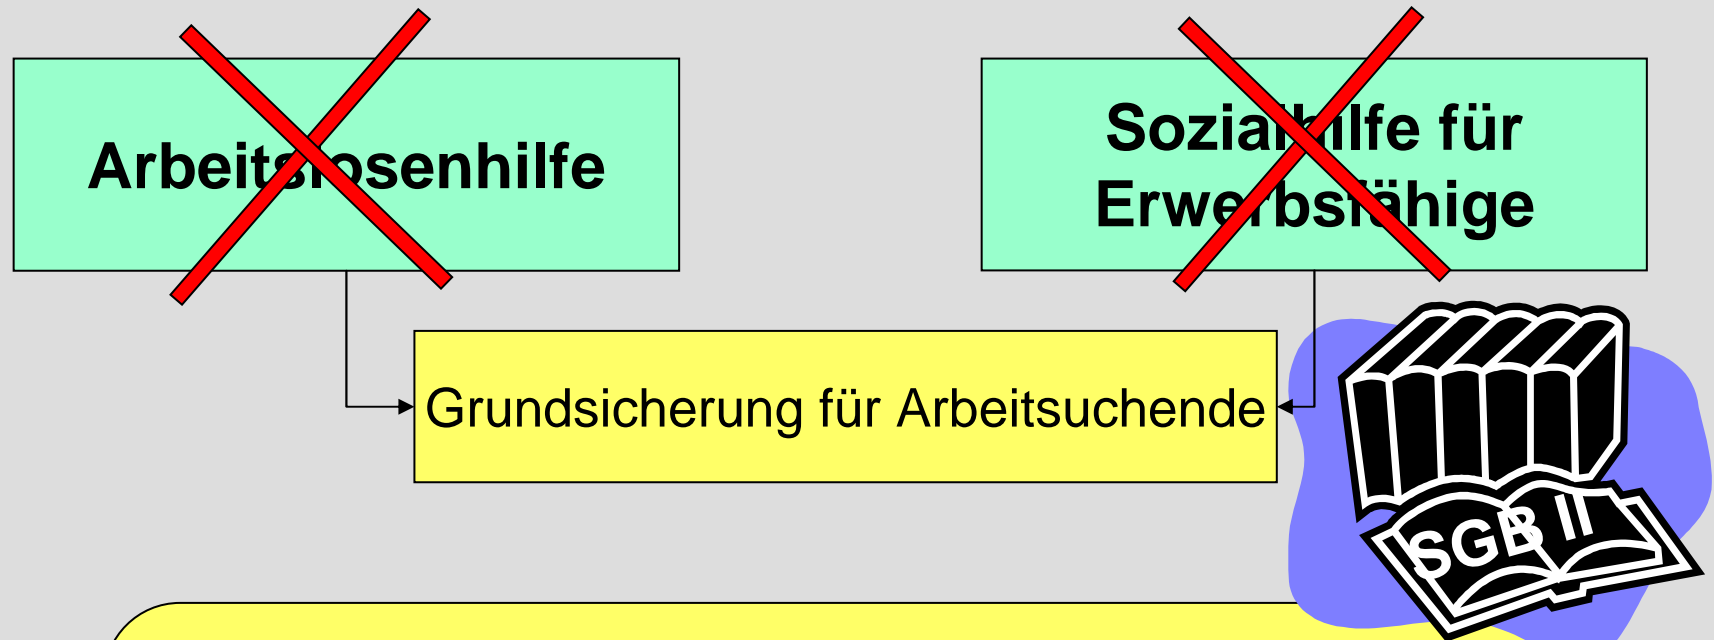 Arbeitslosenhilfe
Sozialhilfe für
Erwerbsfähige
Grundsicherung für Arbeitsuchende
SGB II